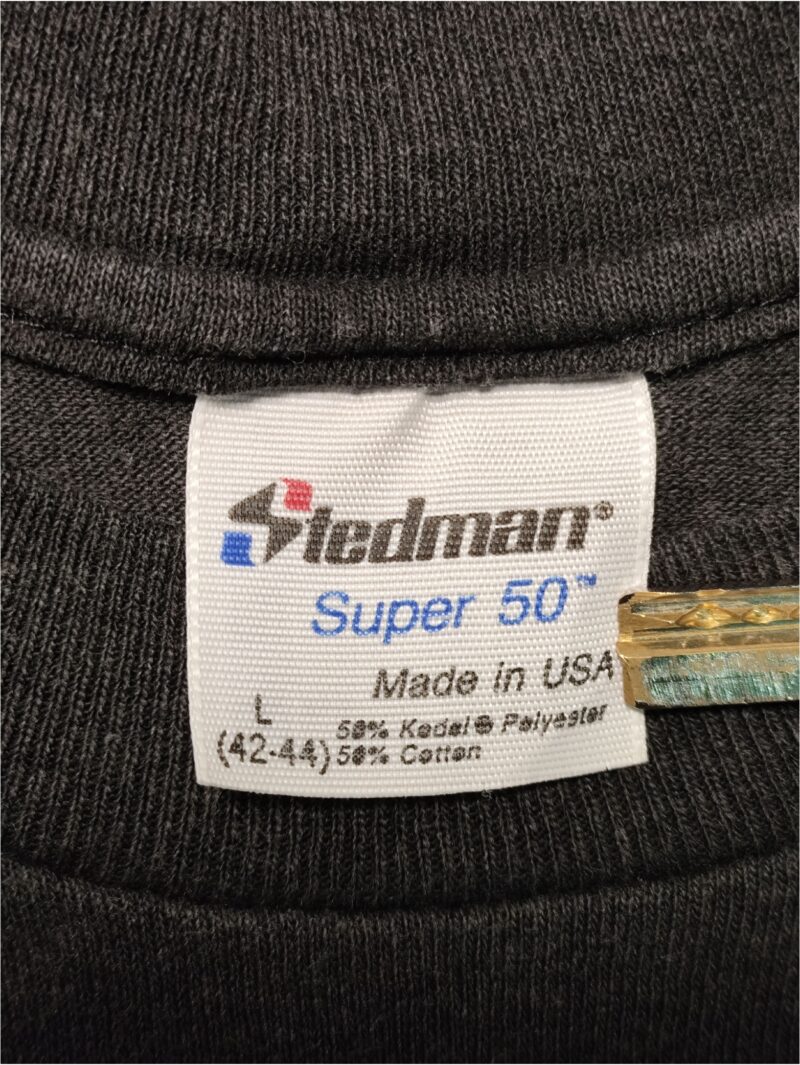 Stedman®
Super 50™
Made in USA
L
(42-44)
50% Kodel® Polyester
50% Cotton